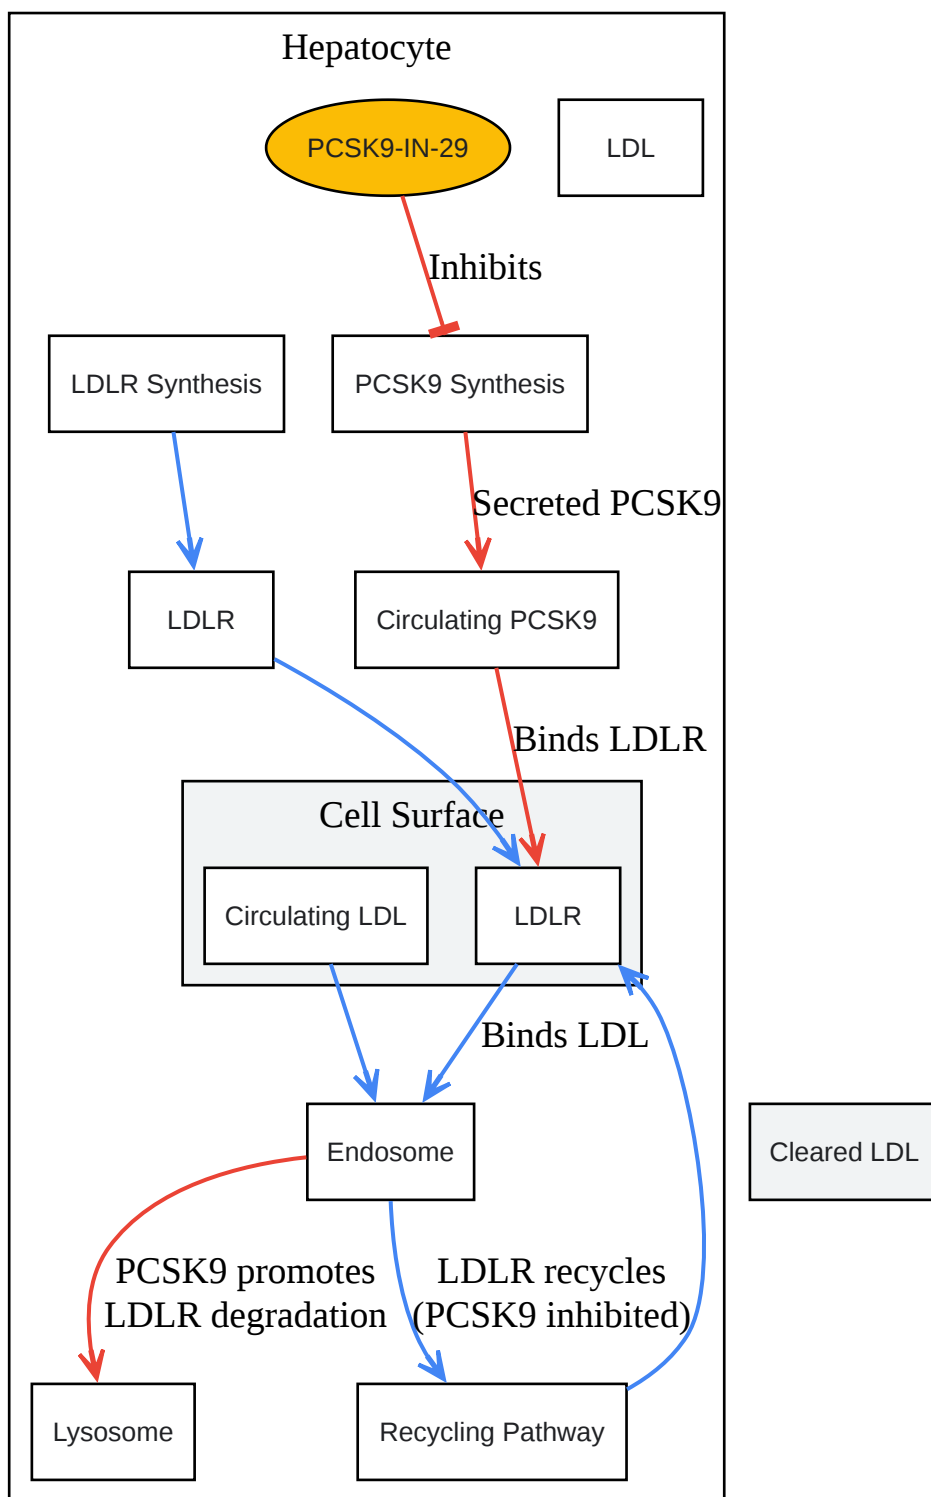 Hepatocyte
PCSK9-IN-29
LDL
Inhibits
LDLR Synthesis
PCSK9 Synthesis
Secreted PCSK9
LDLR
Circulating PCSK9
Binds LDLR
Cell Surface
Circulating LDL
LDLR
Binds LDL
Endosome
Cleared LDL
PCSK9 promotes
LDLR degradation
LDLR recycles
(PCSK9 inhibited)
Lysosome
Recycling Pathway